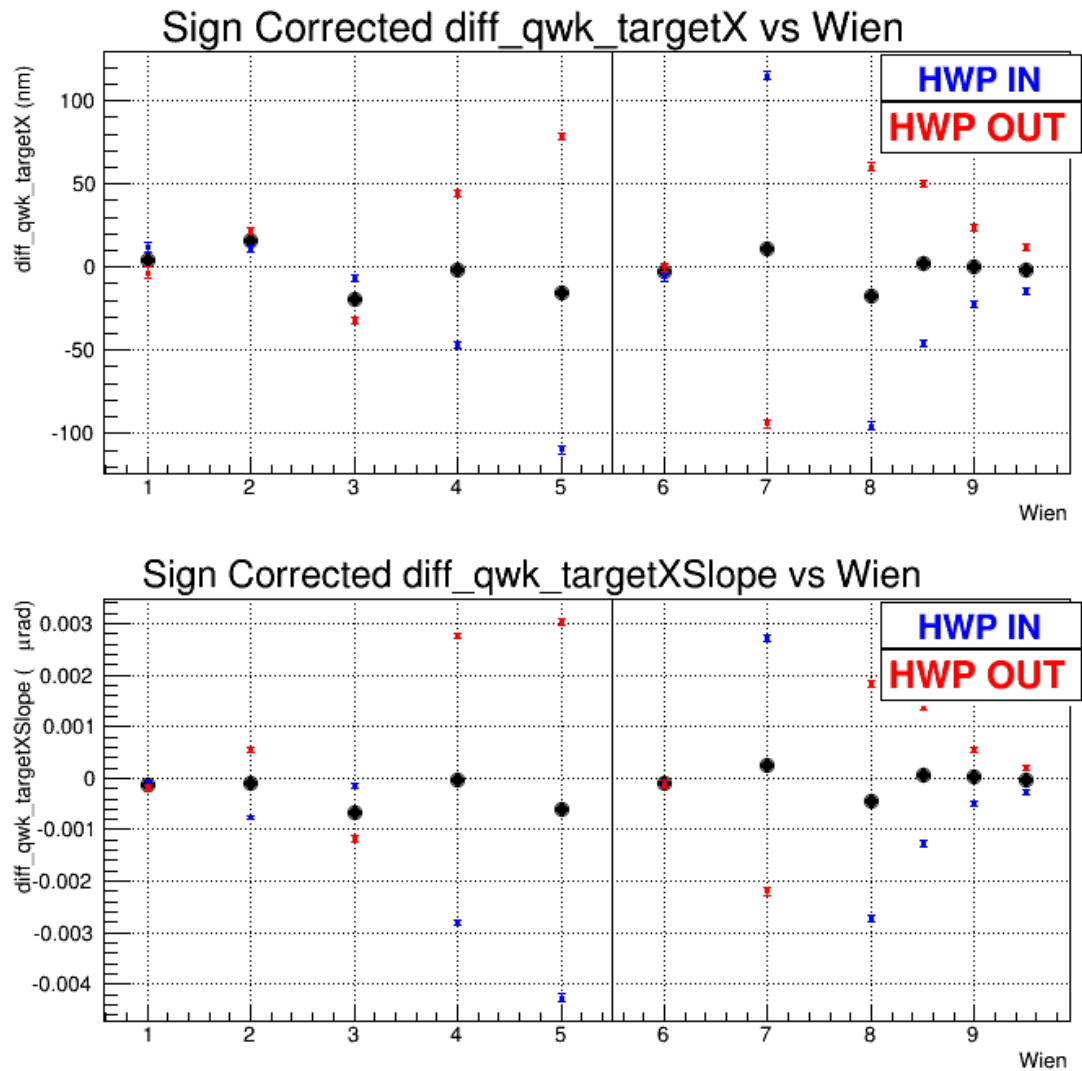 Sign Corrected diff_qwk_targetX vs Wien
diff_qwk_targetX (nm)
HWP IN
HWP OUT
100
50
0
-50
-100
1 2 3 4 5 6 7 8 9
Wien
Sign Corrected diff_qwk_targetXSlope vs Wien
diff_qwk_targetXSlope ( μrad)
HWP IN
HWP OUT
0.003
0.002
0.001
0
-0.001
-0.002
-0.003
-0.004
1 2 3 4 5 6 7 8 9
Wien